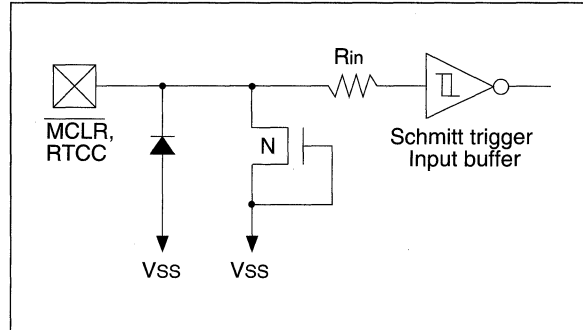 Rin
MCLR,
RTCC
N
Schmitt trigger
Input buffer
VSS
VSS